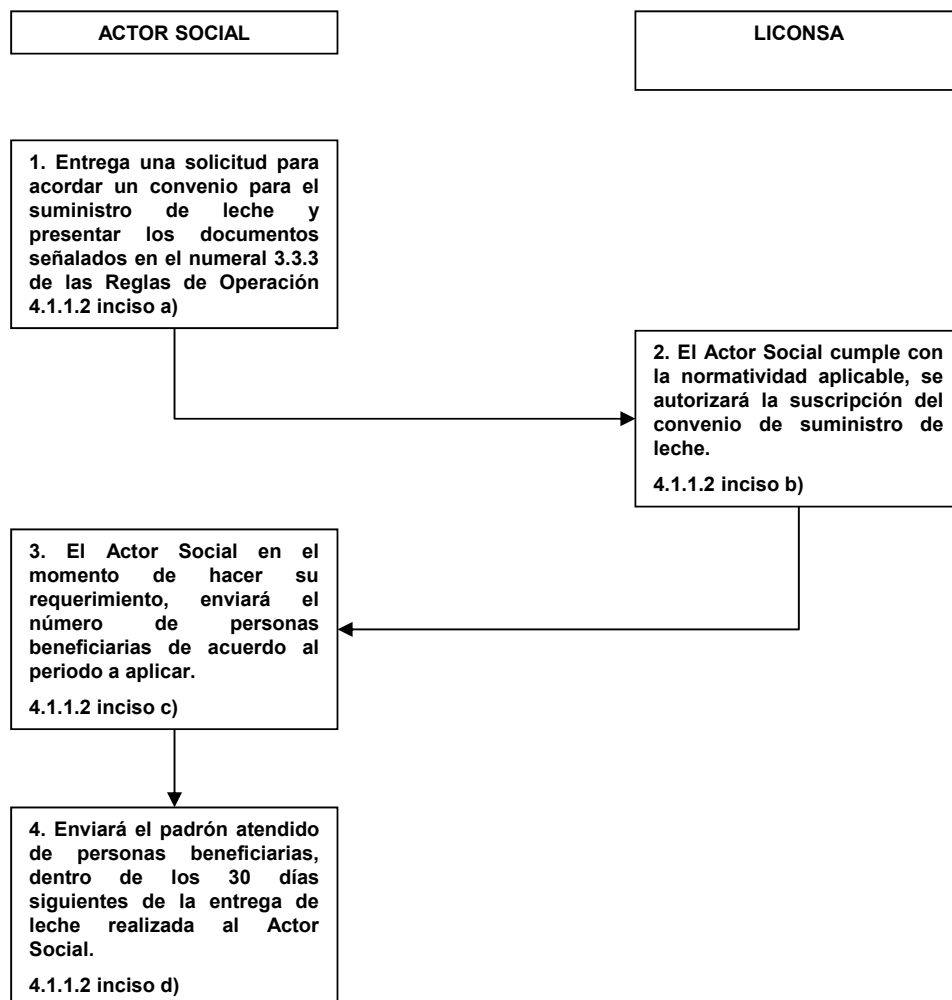 ACTOR SOCIAL
LICONSA
1. Entrega una solicitud para
acordar un convenio para el
suministro de leche y
presentar los documentos
señalados en el numeral 3.3.3
de las Reglas de Operación
4.1.1.2 inciso a)
2. El Actor Social cumple con
la normatividad aplicable, se
autorizará la suscripción del
convenio de suministro de
leche.
4.1.1.2 inciso b)
3. El Actor Social en el
momento de hacer su
requerimiento, enviará el
número de personas
beneficiarias de acuerdo al
periodo a aplicar.
4.1.1.2 inciso c)
4. Enviará el padrón atendido
de personas beneficiarias,
dentro de los 30 días
siguientes de la entrega de
leche realizada al Actor
Social.
4.1.1.2 inciso d)